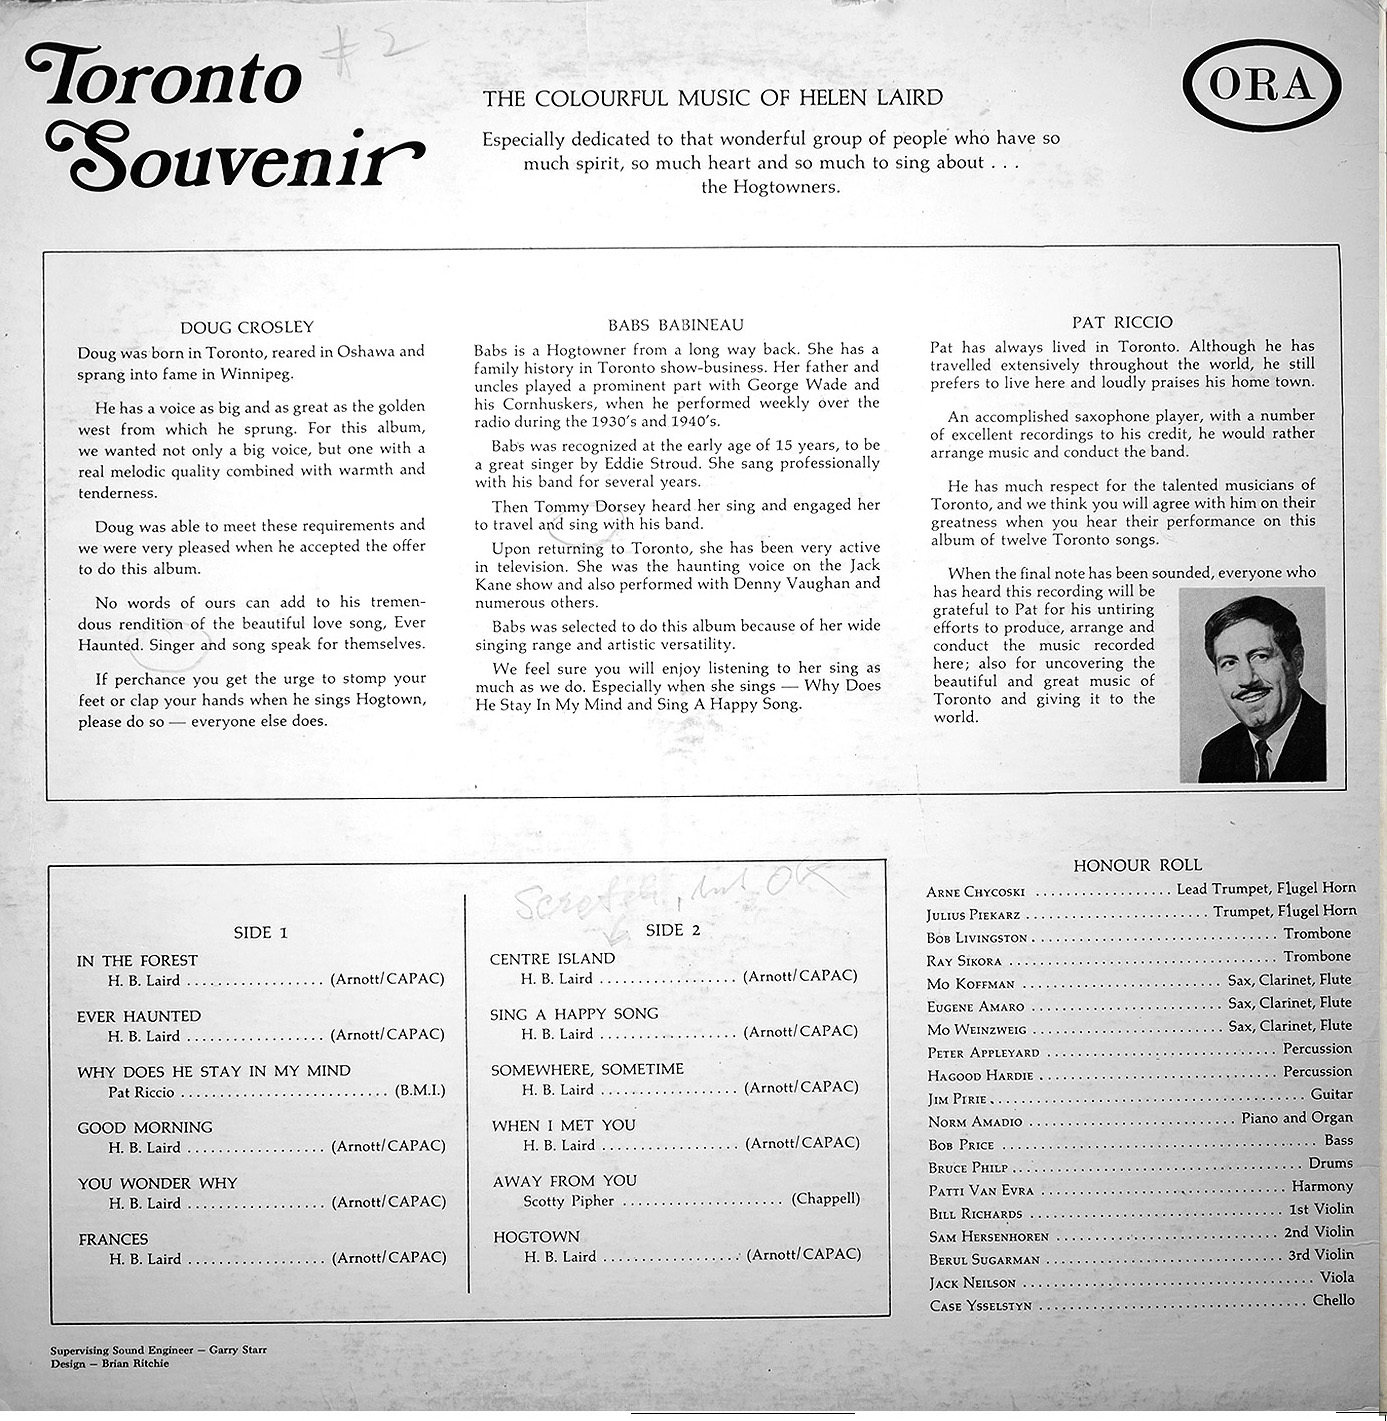 Toronto
Souvenir
# 2
THE COLOURFUL MUSIC OF HELEN LAIRD
Especially dedicated to that wonderful group of people who have so
much spirit, so much heart and so much to sing about . . .
the Hogtowners.
ORA
DOUG CROSLEY
Doug was born in Toronto, reared in Oshawa and
sprang into fame in Winnipeg.
He has a voice as big and as great as the golden
west from which he sprung. For this album,
we wanted not only a big voice, but one with a
real melodic quality combined with warmth and
tenderness.
Doug was able to meet these requirements and
we were very pleased when he accepted the offer
to do this album.
No words of ours can add to his tremen-
dous rendition of the beautiful love song, Ever
Haunted. Singer and song speak for themselves.
If perchance you get the urge to stomp your
feet or clap your hands when he sings Hogtown,
please do so — everyone else does.
BABS BABINEAU
Babs is a Hogtowner from a long way back. She has a
family history in Toronto show-business. Her father and
uncles played a prominent part with George Wade and
his Cornhuskers, when he performed weekly over the
radio during the 1930's and 1940's.
Babs was recognized at the early age of 15 years, to be
a great singer by Eddie Stroud. She sang professionally
with his band for several years.
Then Tommy Dorsey heard her sing and engaged her
to travel and sing with his band.
Upon returning to Toronto, she has been very active
in television. She was the haunting voice on the Jack
Kane show and also performed with Denny Vaughan and
numerous others.
Babs was selected to do this album because of her wide
singing range and artistic versatility.
We feel sure you will enjoy listening to her sing as
much as we do. Especially when she sings — Why Does
He Stay In My Mind and Sing A Happy Song.
PAT RICCIO
Pat has always lived in Toronto. Although he has
travelled extensively throughout the world, he still
prefers to live here and loudly praises his home town.
An accomplished saxophone player, with a number
of excellent recordings to his credit, he would rather
arrange music and conduct the band.
He has much respect for the talented musicians of
Toronto, and we think you will agree with him on their
greatness when you hear their performance on this
album of twelve Toronto songs.
When the final note has been sounded, everyone who
has heard this recording will be
grateful to Pat for his untiring
efforts to produce, arrange and
conduct the music recorded
here; also for uncovering the
beautiful and great music of
Toronto and giving it to the
world.
SIDE 1
IN THE FOREST
H. B. Laird .................. (Arnott/CAPAC)
EVER HAUNTED
H. B. Laird .................. (Arnott/CAPAC)
WHY DOES HE STAY IN MY MIND
Pat Riccio ........................... (B.M.I.)
GOOD MORNING
H. B. Laird .................. (Arnott/CAPAC)
YOU WONDER WHY
H. B. Laird .................. (Arnott/CAPAC)
FRANCES
H. B. Laird .................. (Arnott/CAPAC)
Scratch, but OK
SIDE 2
CENTRE ISLAND
H. B. Laird .................. (Arnott/CAPAC)
SING A HAPPY SONG
H. B. Laird .................. (Arnott/CAPAC)
SOMEWHERE, SOMETIME
H. B. Laird .................. (Arnott/CAPAC)
WHEN I MET YOU
H. B. Laird .................. (Arnott/CAPAC)
AWAY FROM YOU
Scotty Pipher ..................... (Chappell)
HOGTOWN
H. B. Laird .................. (Arnott/CAPAC)
HONOUR ROLL
ARNE CHYCOSKI .................. Lead Trumpet, Flugel Horn
JULIUS PIEKARZ ........................ Trumpet, Flugel Horn
BOB LIVINGSTON ................................ Trombone
RAY SIKORA ................................... Trombone
MO KOFFMAN .......................... Sax, Clarinet, Flute
EUGENE AMARO ......................... Sax, Clarinet, Flute
MO WEINZWEIG ......................... Sax, Clarinet, Flute
PETER APPLEYARD .............................. Percussion
HAGOOD HARDIE ............................... Percussion
JIM PIRIE ......................................... Guitar
NORM AMADIO ........................... Piano and Organ
BOB PRICE ......................................... Bass
BRUCE PHILP ...................................... Drums
PATTI VAN EVRA ................................ Harmony
BILL RICHARDS .................................. 1st Violin
SAM HERSENHOREN .............................. 2nd Violin
BERUL SUGARMAN ............................... 3rd Violin
JACK NEILSON ...................................... Viola
CASE YSSELSTYN ................................... Chello
Supervising Sound Engineer — Garry Starr
Design — Brian Ritchie